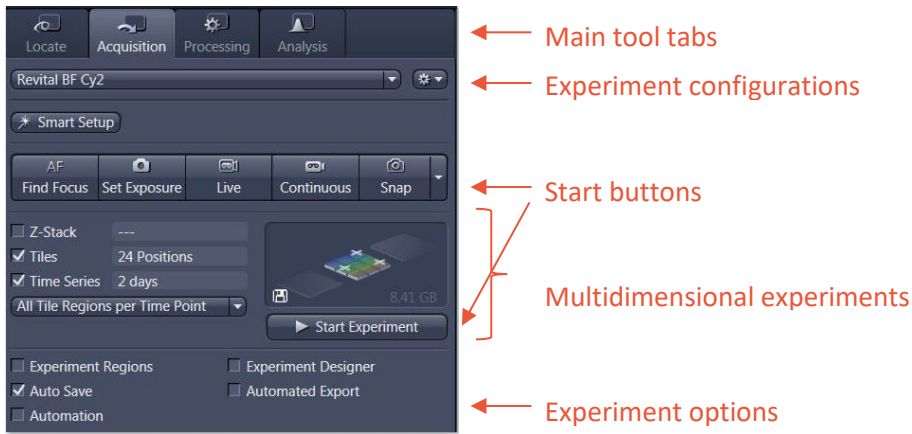 Locate Acquisition Processing Analysis
Main tool tabs
Revital BF Cy2
Experiment configurations
Smart Setup
AF
Find Focus Set Exposure Live Continuous Snap
Start buttons
Z-Stack ---
Tiles 24 Positions
Time Series 2 days
All Tile Regions per Time Point
8.41 GB
Start Experiment
Multidimensional experiments
Experiment Regions Experiment Designer
Auto Save Automated Export
Automation
Experiment options